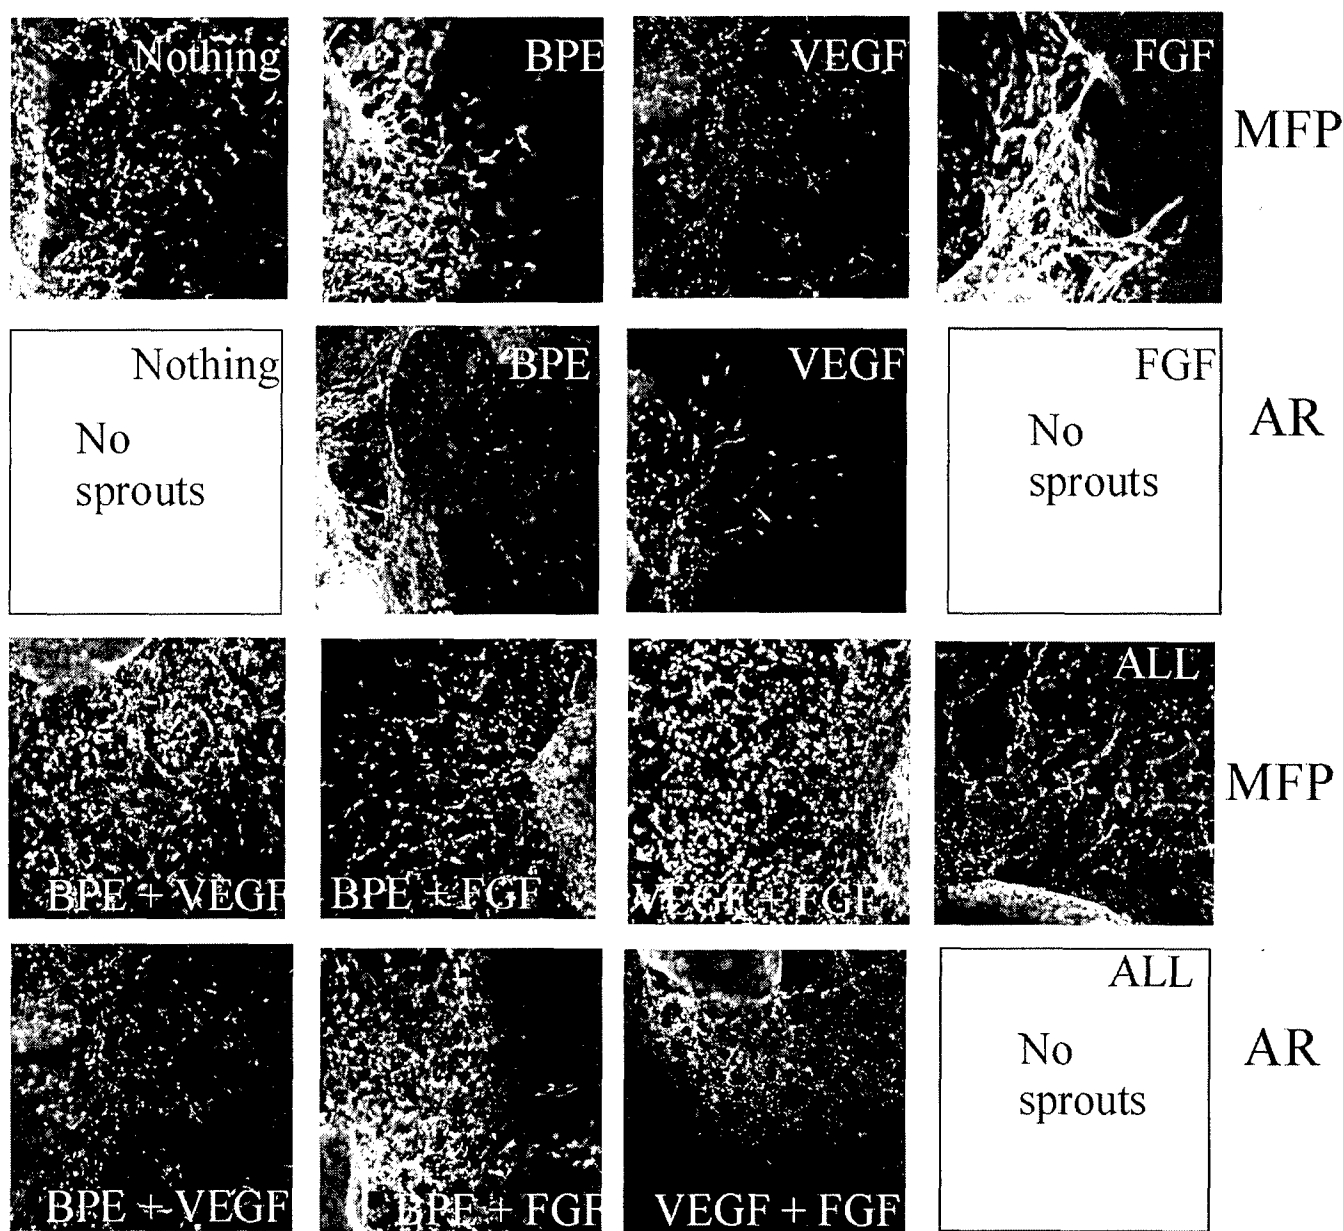 Nothing
BPE
VEGF
FGF
MFP
Nothing
No
sprouts
BPE
VEGF
FGF
No
sprouts
AR
BPE + VEGF
BPE + FGF
VEGF + FGF
ALL
MFP
BPE + VEGF
BPE + FGF
VEGF + FGF
ALL
No
sprouts
AR